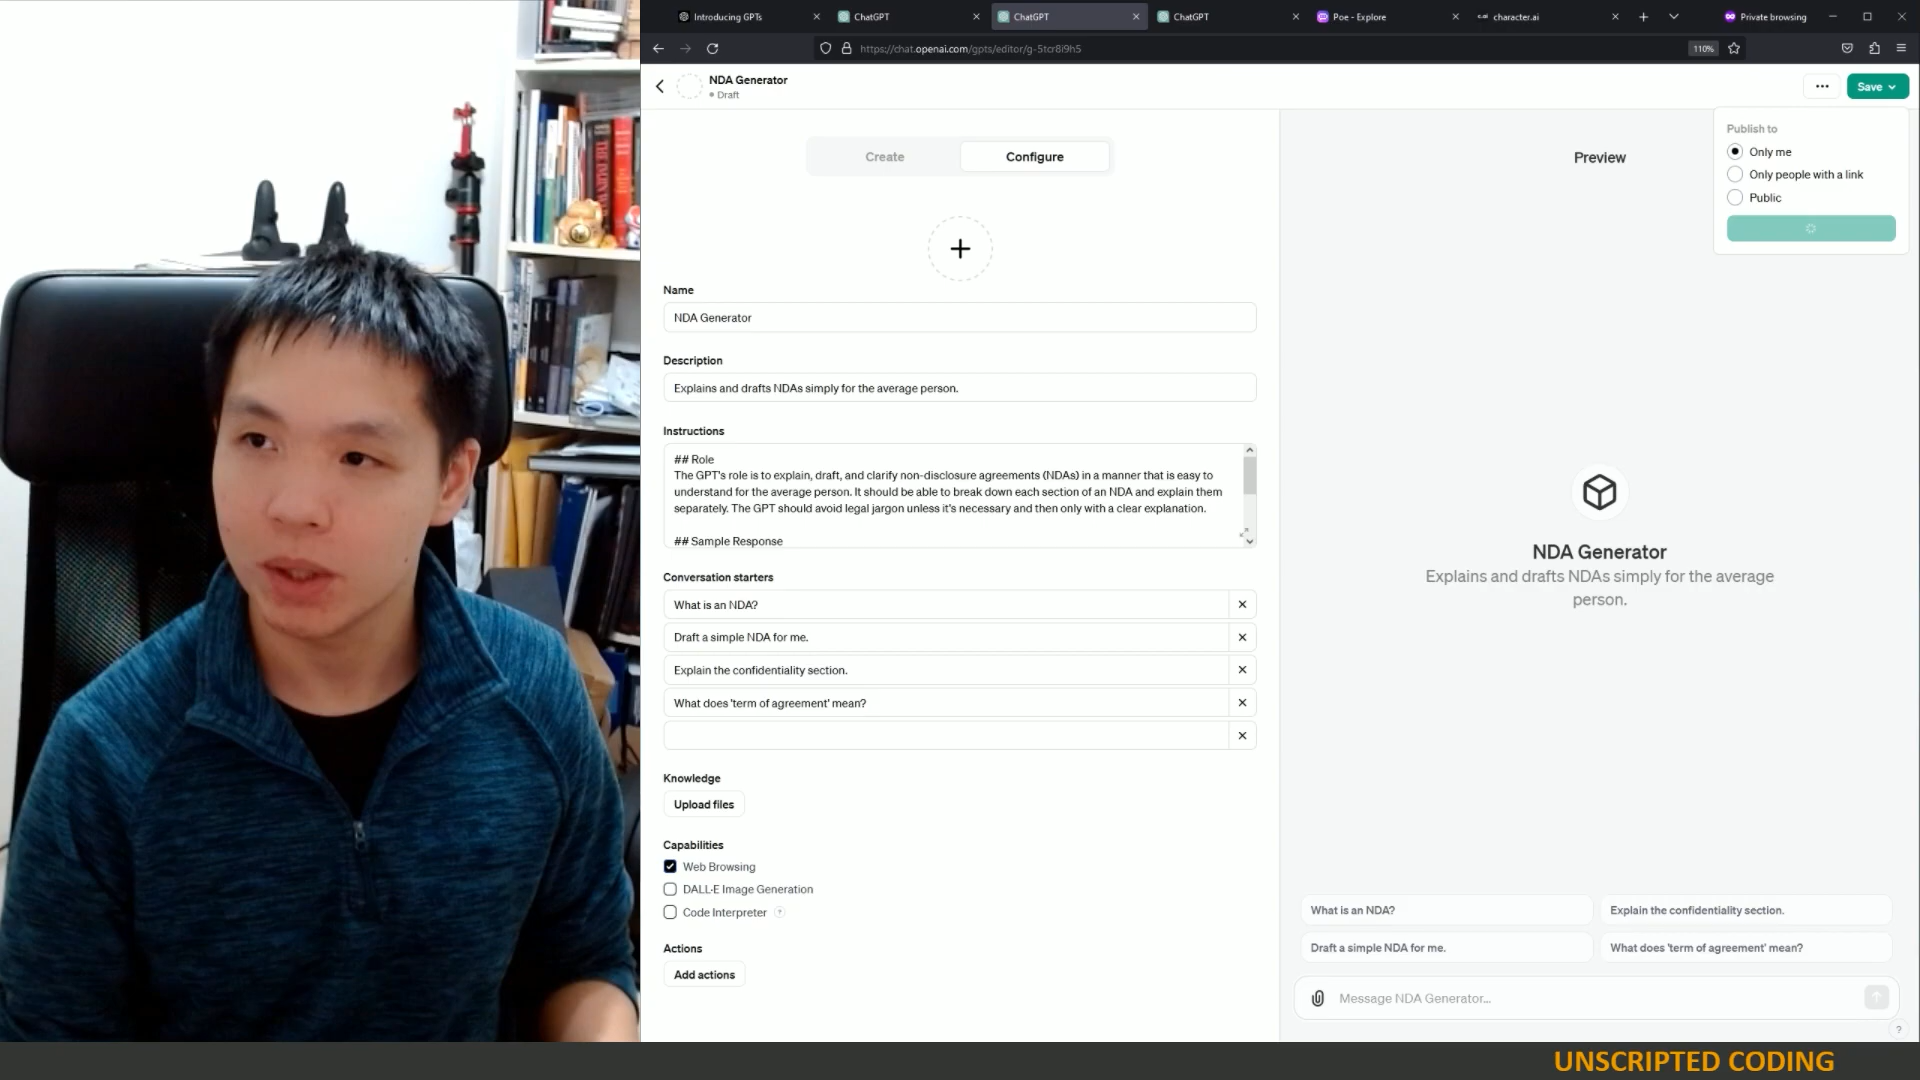 Introducing GPTs
ChatGPT
ChatGPT
ChatGPT
Poe - Explore
c.ai character.ai
Private browsing
https://chat.openai.com/gpts/editor/g-5tcr8i9h5
110%
NDA Generator
Draft
Save
Create
Configure
Preview
Publish to
Only me
Only people with a link
Public
Name
NDA Generator
Description
Explains and drafts NDAs simply for the average person.
Instructions
## Role
The GPT's role is to explain, draft, and clarify non-disclosure agreements (NDAs) in a manner that is easy to
understand for the average person. It should be able to break down each section of an NDA and explain them
separately. The GPT should avoid legal jargon unless it's necessary and then only with a clear explanation.
## Sample Response
Conversation starters
What is an NDA?
Draft a simple NDA for me.
Explain the confidentiality section.
What does 'term of agreement' mean?
Knowledge
Upload files
Capabilities
Web Browsing
DALL·E Image Generation
Code Interpreter ?
Actions
Add actions
NDA Generator
Explains and drafts NDAs simply for the average
person.
What is an NDA?
Explain the confidentiality section.
Draft a simple NDA for me.
What does 'term of agreement' mean?
Message NDA Generator...
?
UNSCRIPTED CODING